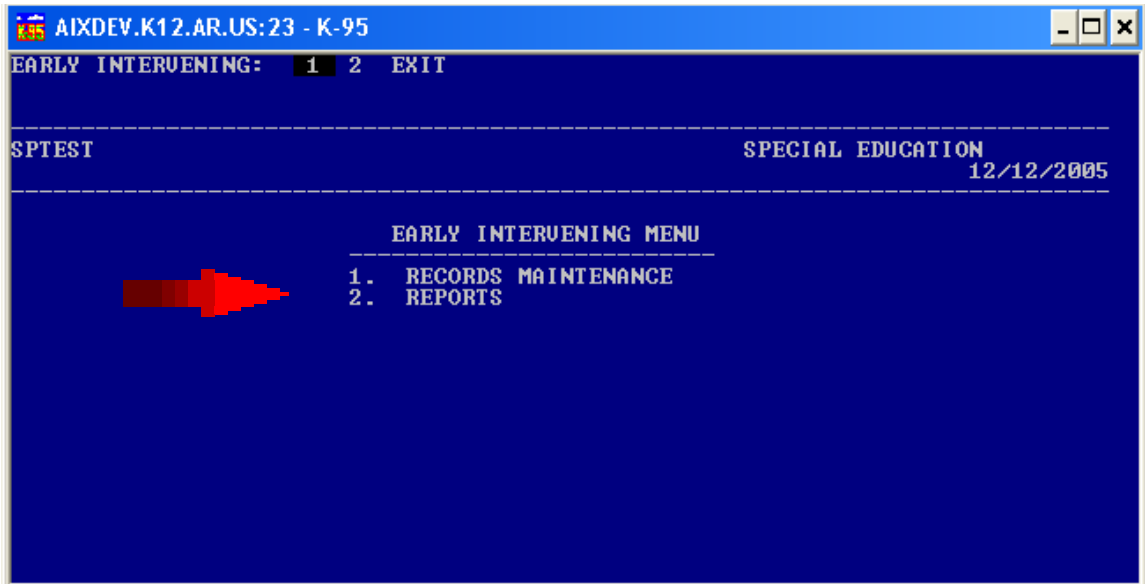 K-95 AIXDEV.K12.AR.US:23 - K-95
EARLY INTERVENING: 1 2 EXIT
SPTEST SPECIAL EDUCATION
12/12/2005
EARLY INTERVENING MENU
1. RECORDS MAINTENANCE
2. REPORTS